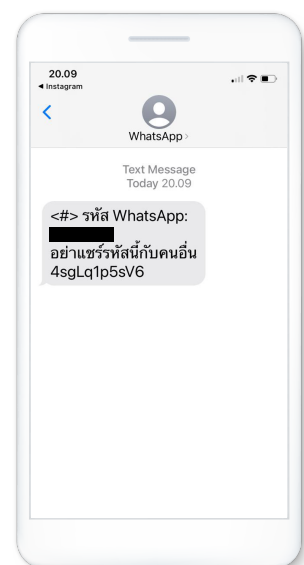 20.09
◀ Instagram
WhatsApp
Text Message
Today 20.09
<#> รหัส WhatsApp:
อย่าแชร์รหัสนี้กับคนอื่น
4sgLq1p5sV6